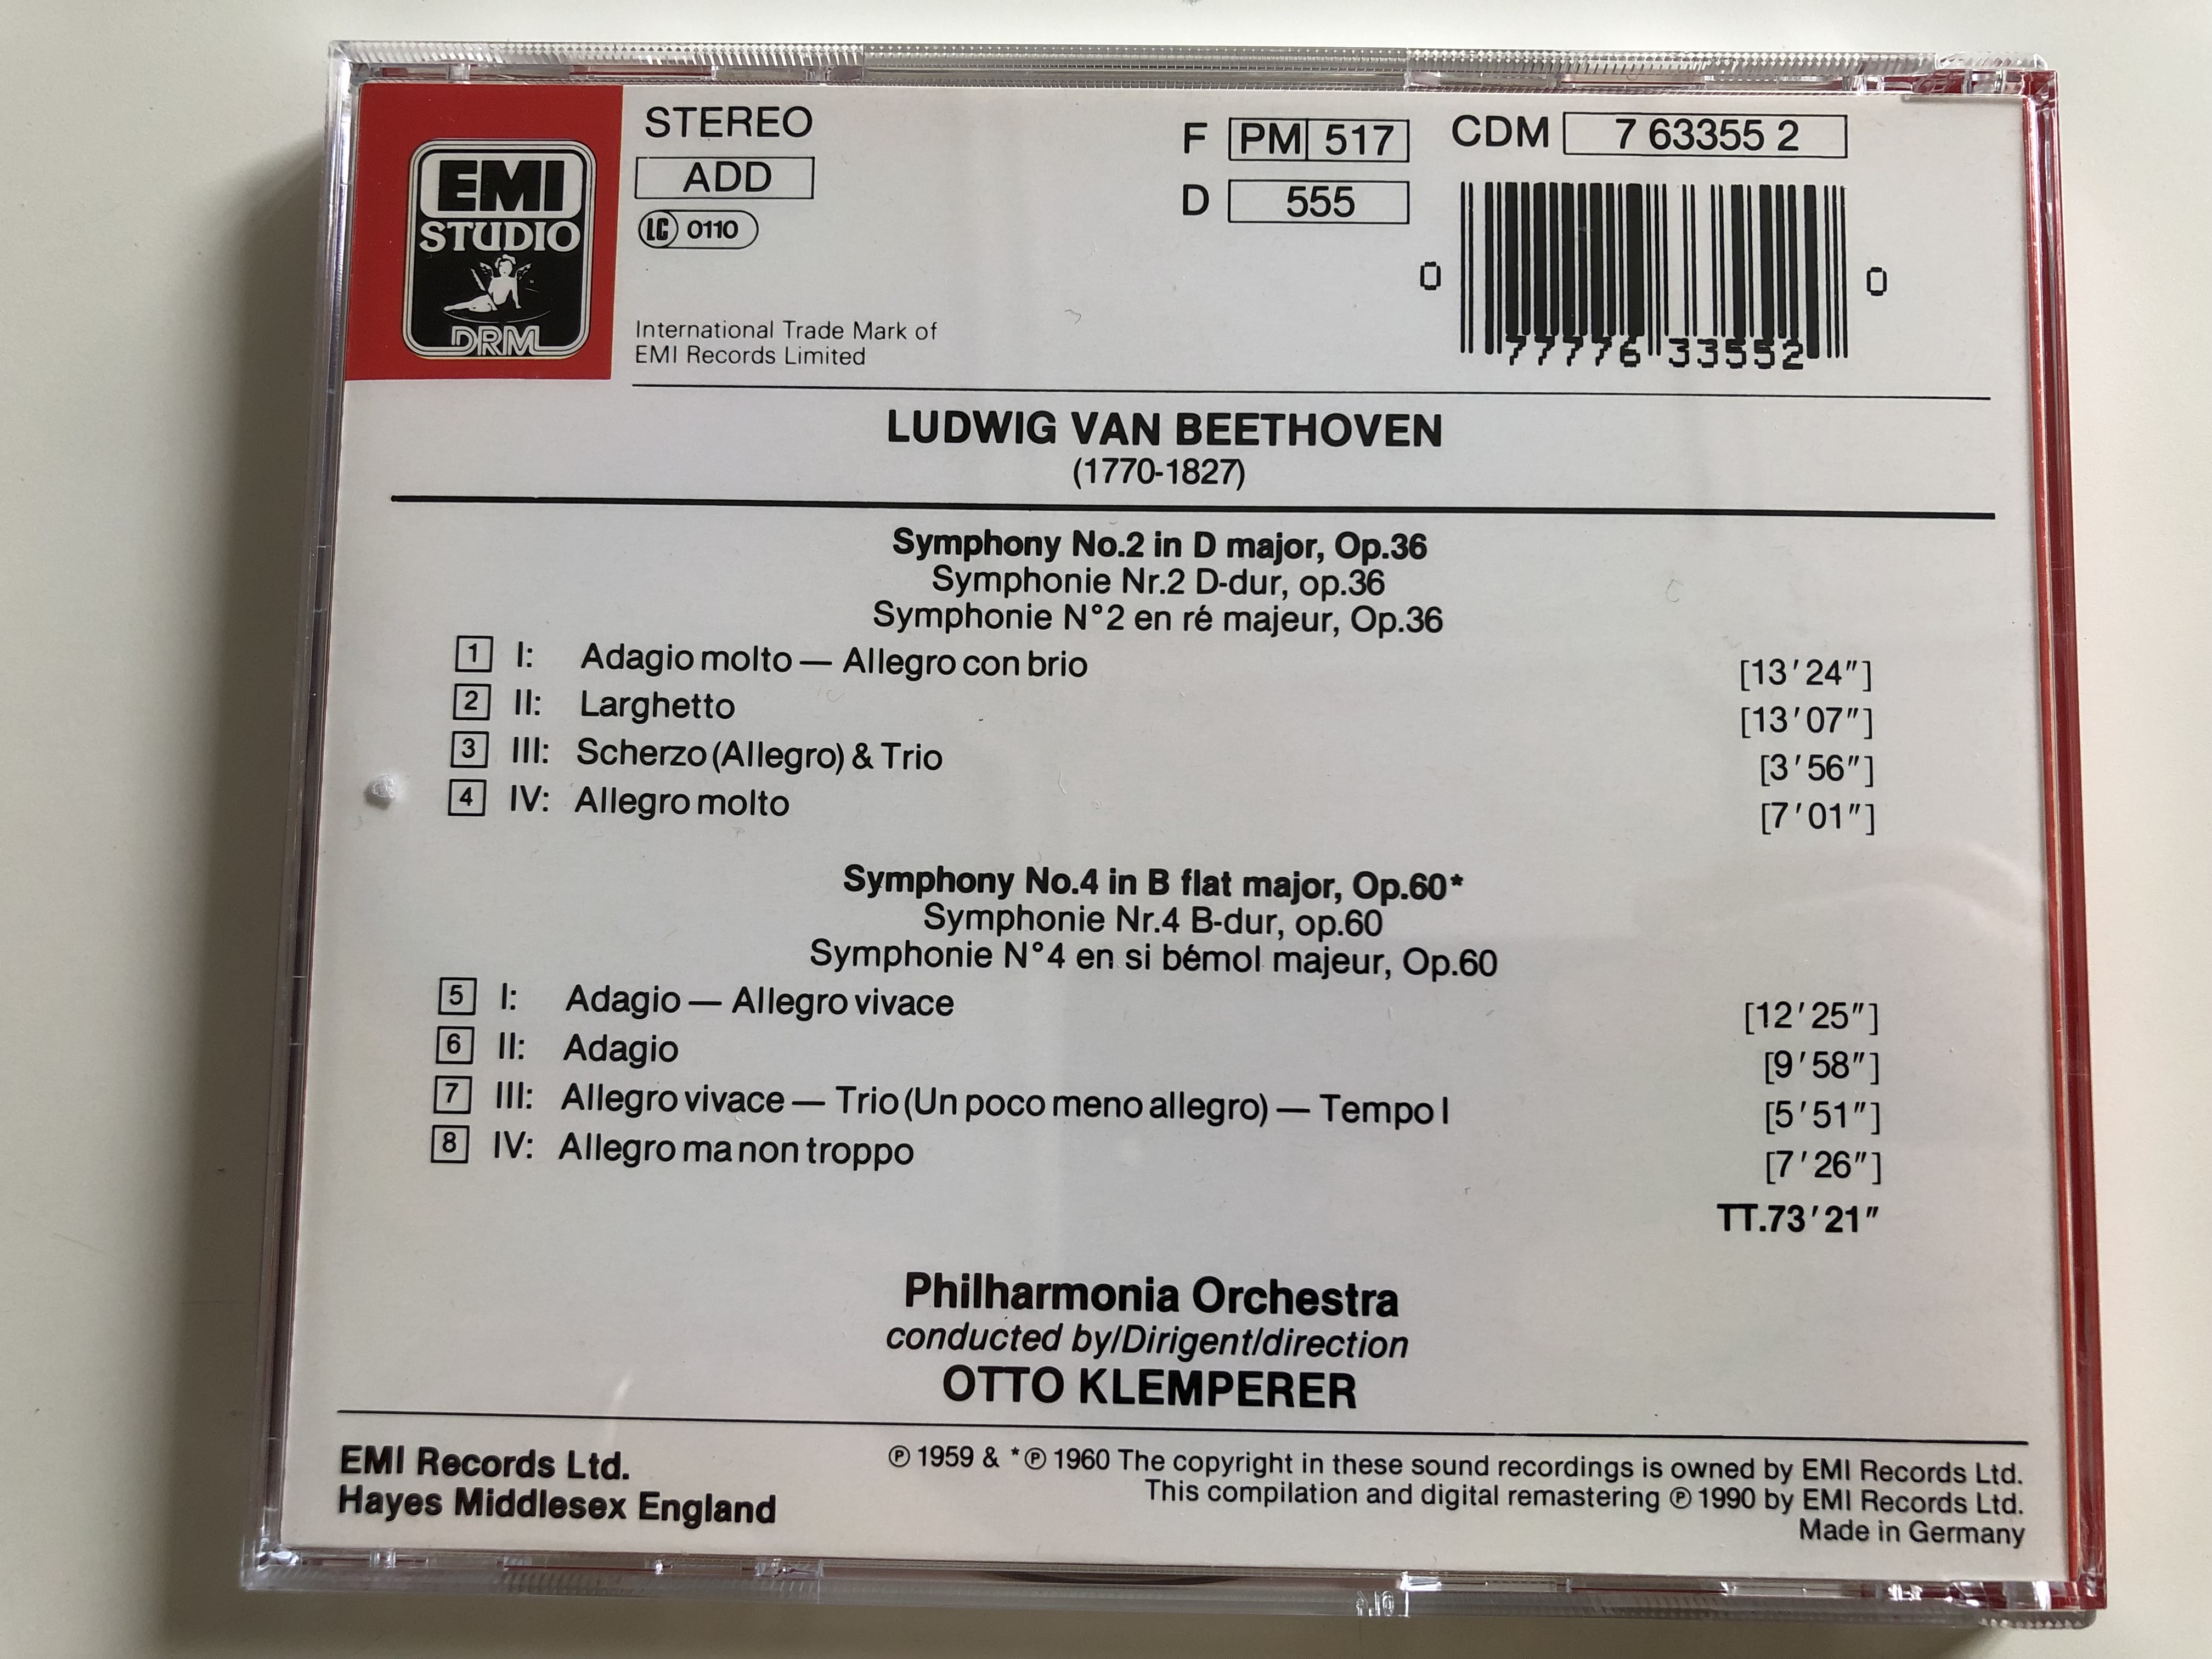 EMI
STUDIO
DRM
STEREO
ADD
LC 0110
International Trade Mark of
EMI Records Limited
F PM 517
D 555
CDM 7 63355 2
0 77776 33552 0
LUDWIG VAN BEETHOVEN
(1770-1827)
Symphony No.2 in D major, Op.36
Symphonie Nr.2 D-dur, op.36
Symphonie N°2 en ré majeur, Op.36
1 I: Adagio molto — Allegro con brio [13′24″]
2 II: Larghetto [13′07″]
3 III: Scherzo (Allegro) & Trio [3′56″]
4 IV: Allegro molto [7′01″]
Symphony No.4 in B flat major, Op.60*
Symphonie Nr.4 B-dur, op.60
Symphonie N°4 en si bémol majeur, Op.60
5 I: Adagio — Allegro vivace [12′25″]
6 II: Adagio [9′58″]
7 III: Allegro vivace — Trio (Un poco meno allegro) — Tempo I [5′51″]
8 IV: Allegro ma non troppo [7′26″]
TT.73′21″
Philharmonia Orchestra
conducted by/Dirigent/direction
OTTO KLEMPERER
EMI Records Ltd.
Hayes Middlesex England
℗ 1959 & *℗ 1960 The copyright in these sound recordings is owned by EMI Records Ltd.
This compilation and digital remastering ℗ 1990 by EMI Records Ltd.
Made in Germany